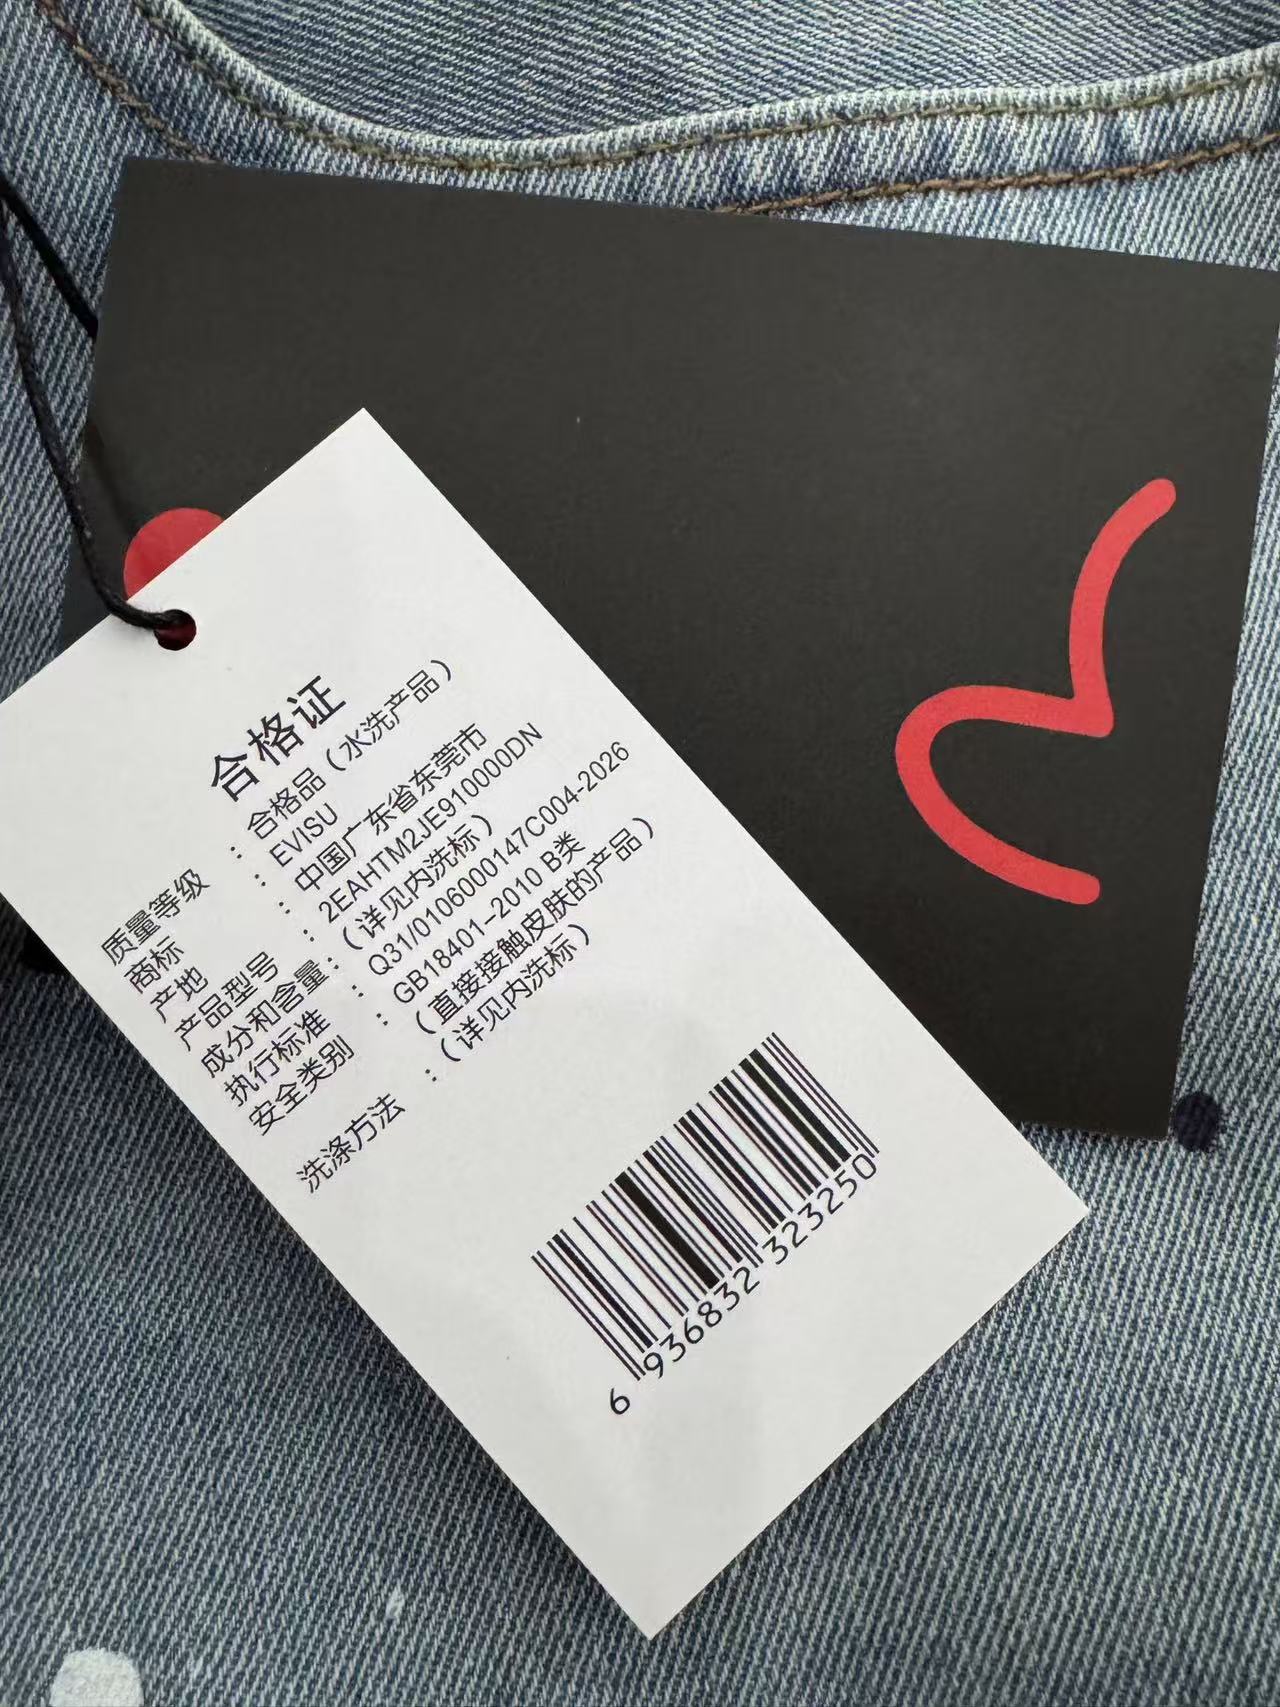 合格证
质量等级 : 合格品（水洗产品）
商标 : EVISU
产地 : 中国广东省东莞市
产品型号 : 2EAHTM2JE910000DN
成分和含量: （详见内洗标）
执行标准 : Q31/0106000147C004-2026
安全类别 : GB18401-2010 B类
（直接接触皮肤的产品）
洗涤方法 : （详见内洗标）
6 936832 323250